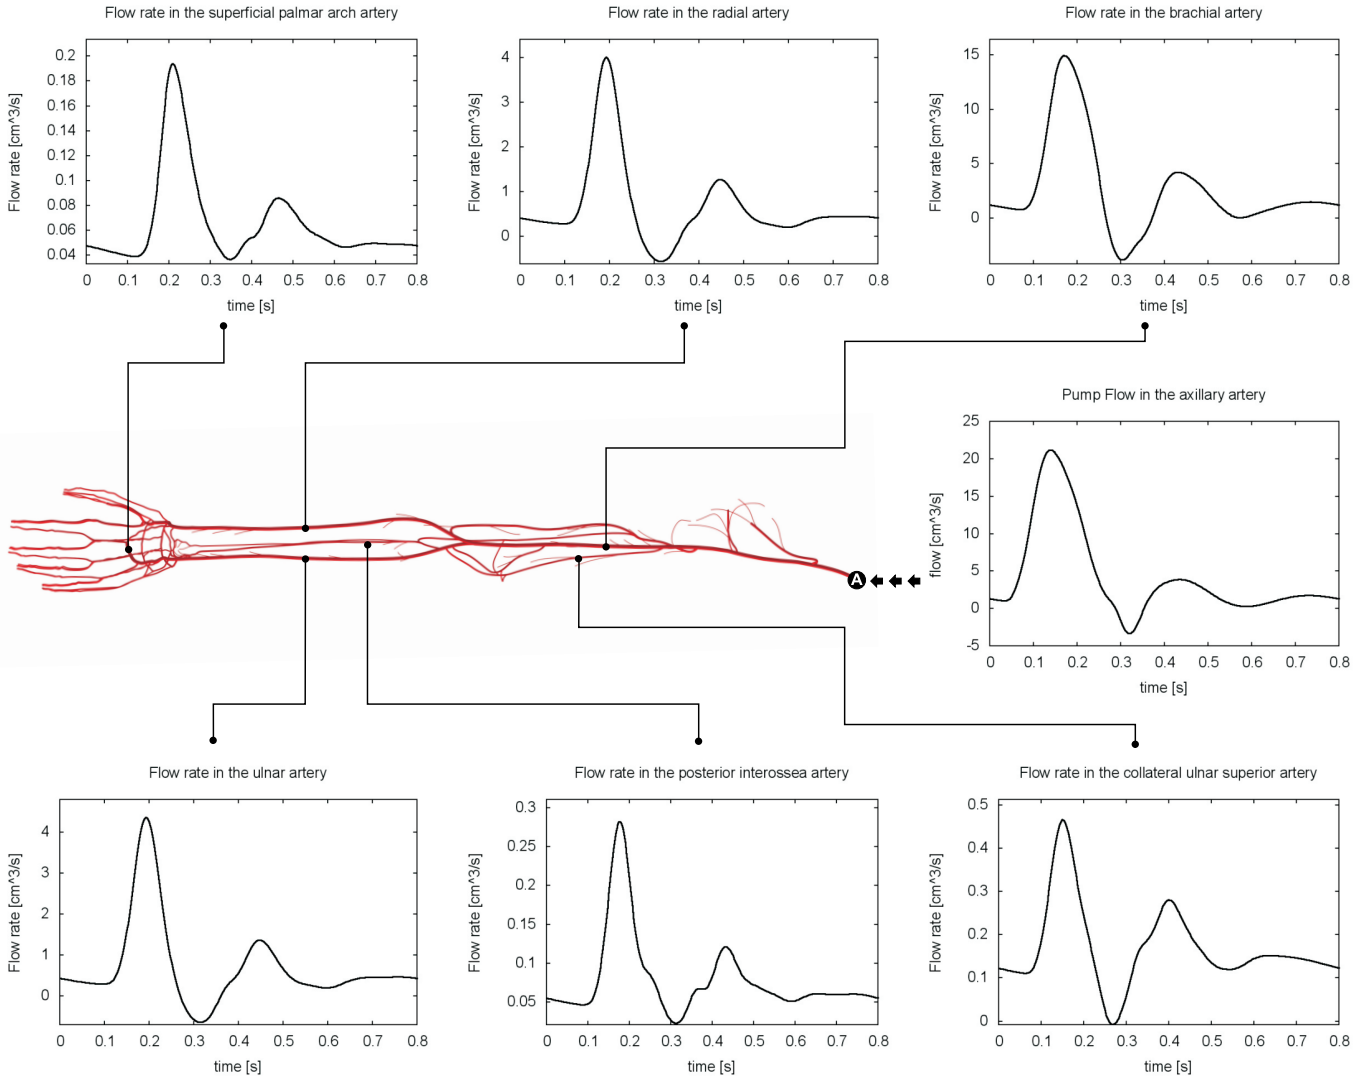 Flow rate in the superficial palmar arch artery
Flow rate [cm^3/s]
0.2
0.18
0.16
0.14
0.12
0.1
0.08
0.06
0.04
0 0.1 0.2 0.3 0.4 0.5 0.6 0.7 0.8
time [s]
Flow rate in the radial artery
Flow rate [cm^3/s]
4
3
2
1
0
0 0.1 0.2 0.3 0.4 0.5 0.6 0.7 0.8
time [s]
Flow rate in the brachial artery
Flow rate [cm^3/s]
15
10
5
0
0 0.1 0.2 0.3 0.4 0.5 0.6 0.7 0.8
time [s]
Pump Flow in the axillary artery
flow [cm^3/s]
25
20
15
10
5
0
-5
0 0.1 0.2 0.3 0.4 0.5 0.6 0.7 0.8
time [s]
A
Flow rate in the ulnar artery
Flow rate [cm^3/s]
4
3
2
1
0
0 0.1 0.2 0.3 0.4 0.5 0.6 0.7 0.8
time [s]
Flow rate in the posterior interossea artery
Flow rate [cm^3/s]
0.3
0.25
0.2
0.15
0.1
0.05
0 0.1 0.2 0.3 0.4 0.5 0.6 0.7 0.8
time [s]
Flow rate in the collateral ulnar superior artery
Flow rate [cm^3/s]
0.5
0.4
0.3
0.2
0.1
0
0 0.1 0.2 0.3 0.4 0.5 0.6 0.7 0.8
time [s]